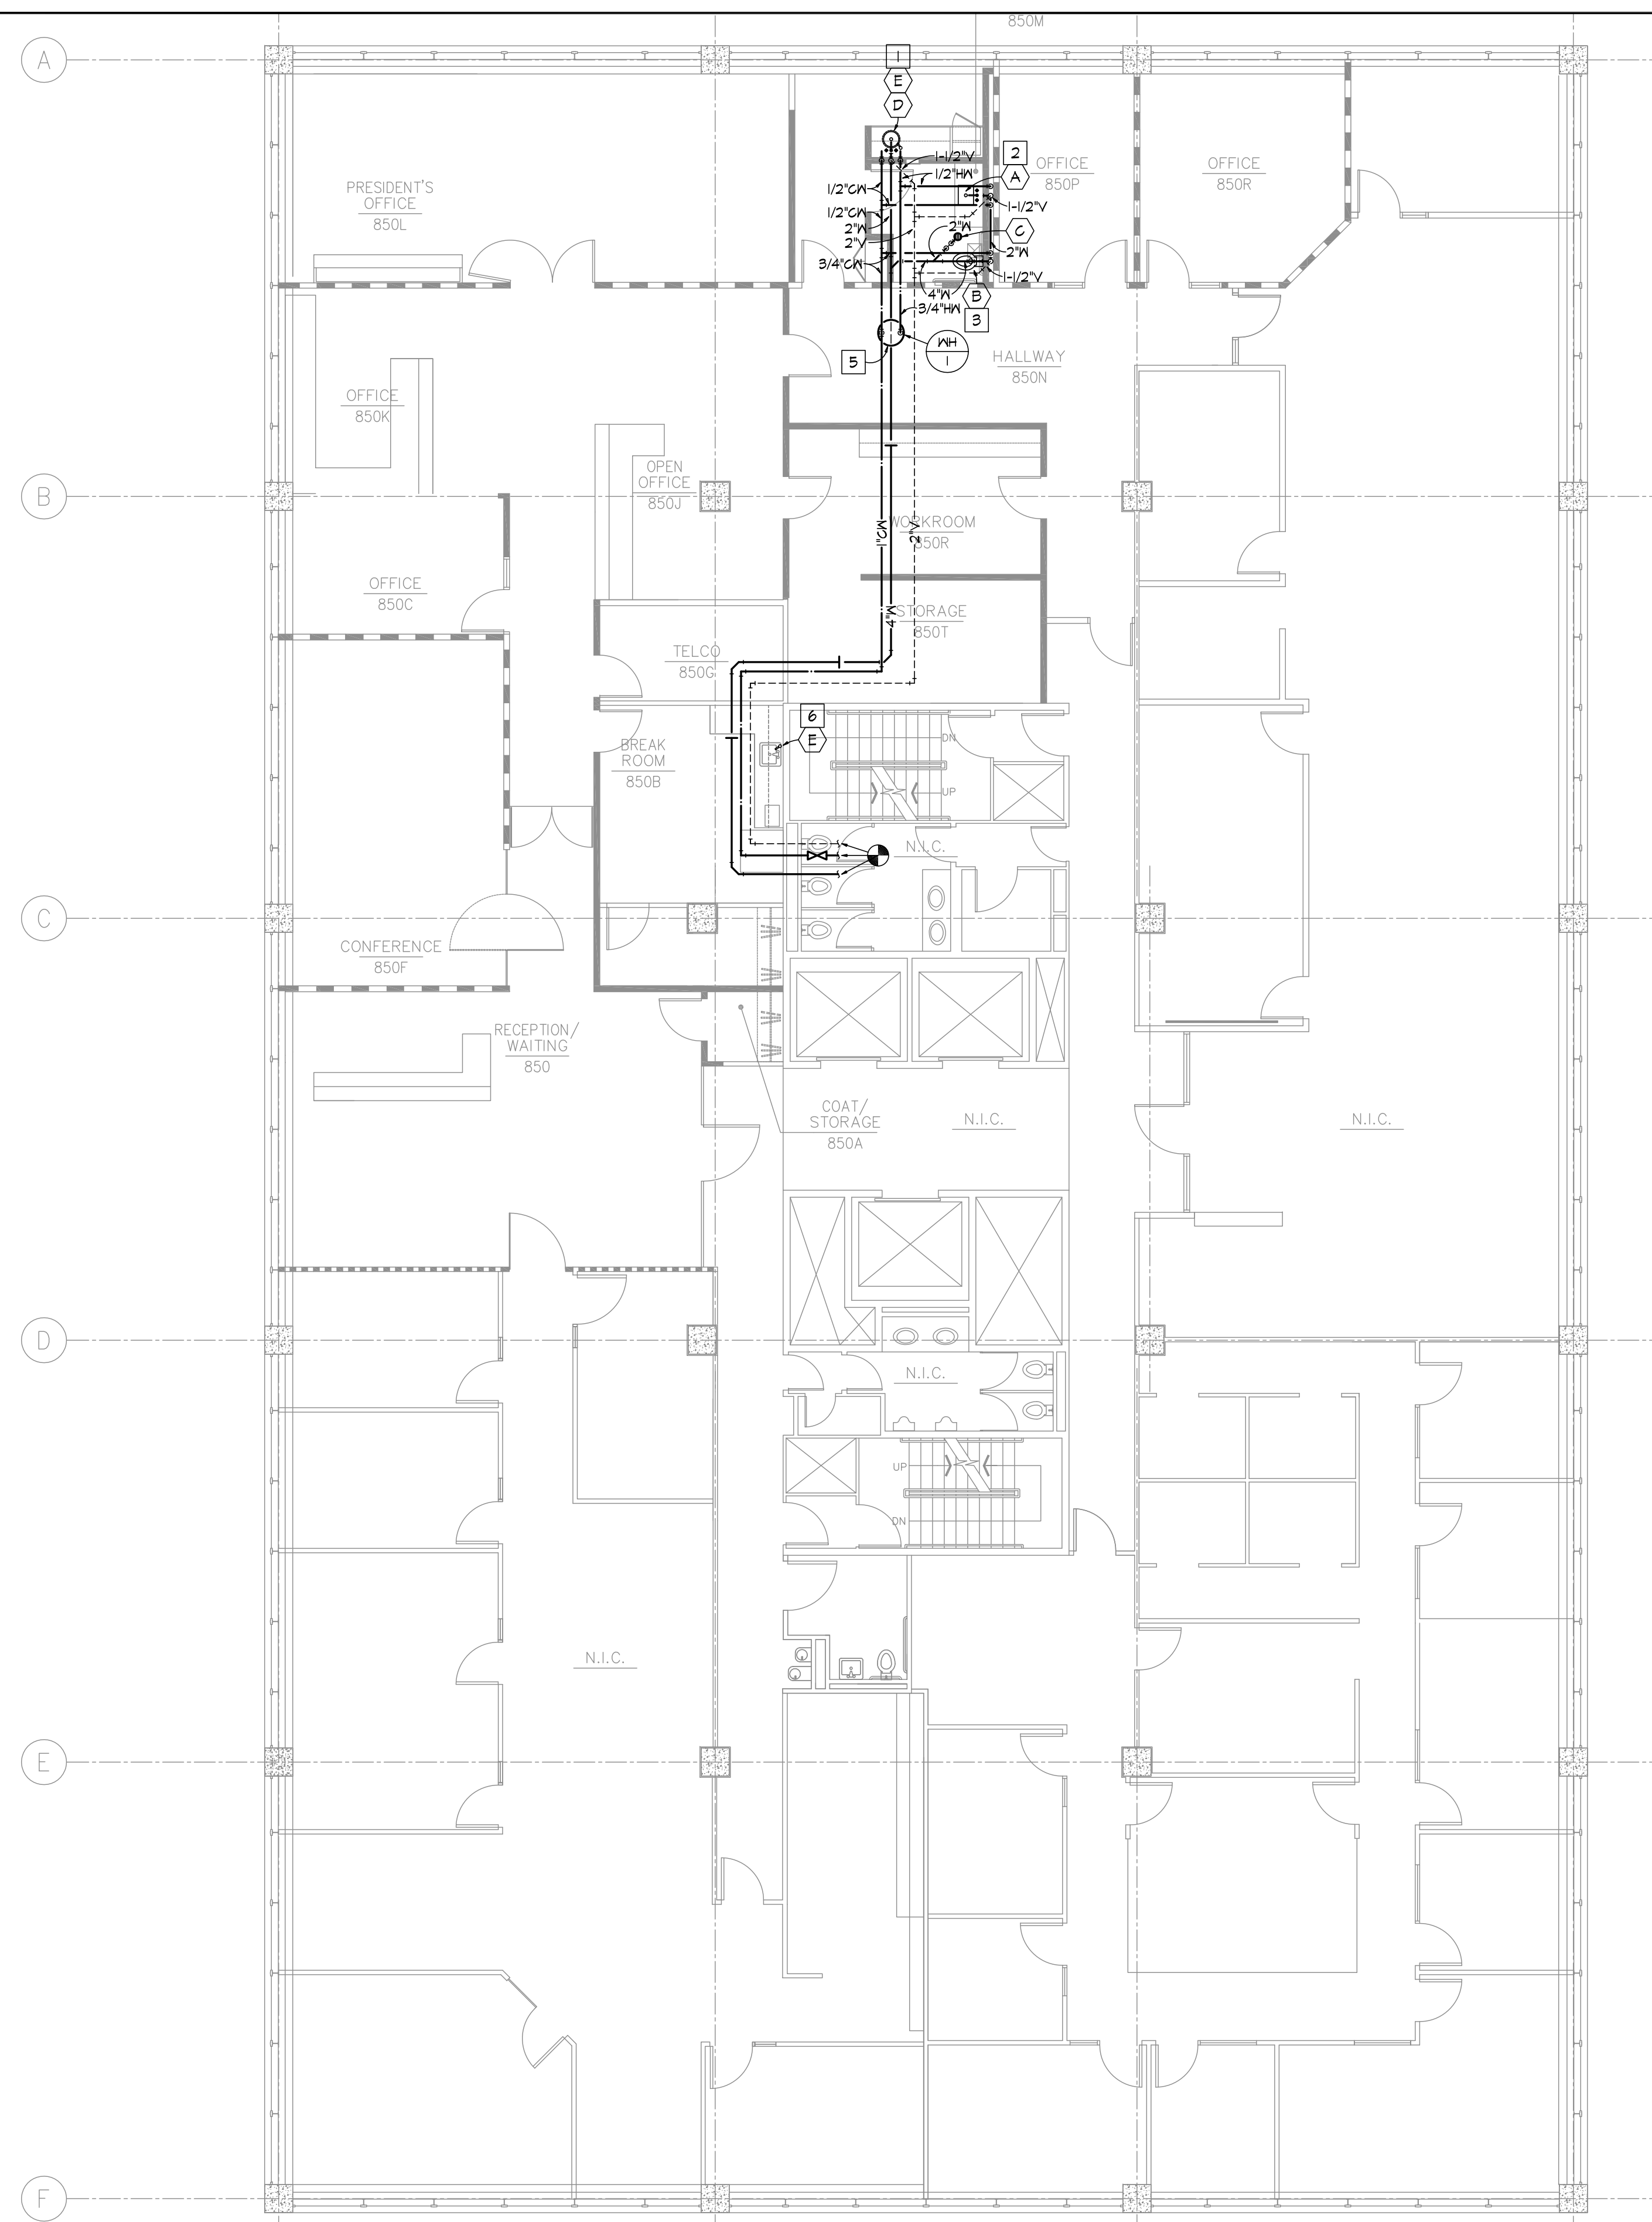 850M
A
1
E
D
1-1/2"V
2
1/2"HW
A
OFFICE
850P
OFFICE
850R
PRESIDENT'S
OFFICE
850L
1/2"CW
1/2"CW
2"W
2"V
3/4"CW
1-1/2"V
2"W
C
2"W
1-1/2"V
4"W
B
3/4"HW
3
WH
1
5
HALLWAY
850N
OFFICE
850K
OPEN
OFFICE
850J
B
WORKROOM
850R
1"CW
2"V
OFFICE
850C
4"W
STORAGE
850T
TELCO
850G
6
E
DN
BREAK
ROOM
850B
UP
N.I.C.
C
CONFERENCE
850F
RECEPTION/
WAITING
850
COAT/
STORAGE
850A
N.I.C.
N.I.C.
D
N.I.C.
UP
DN
N.I.C.
E
F